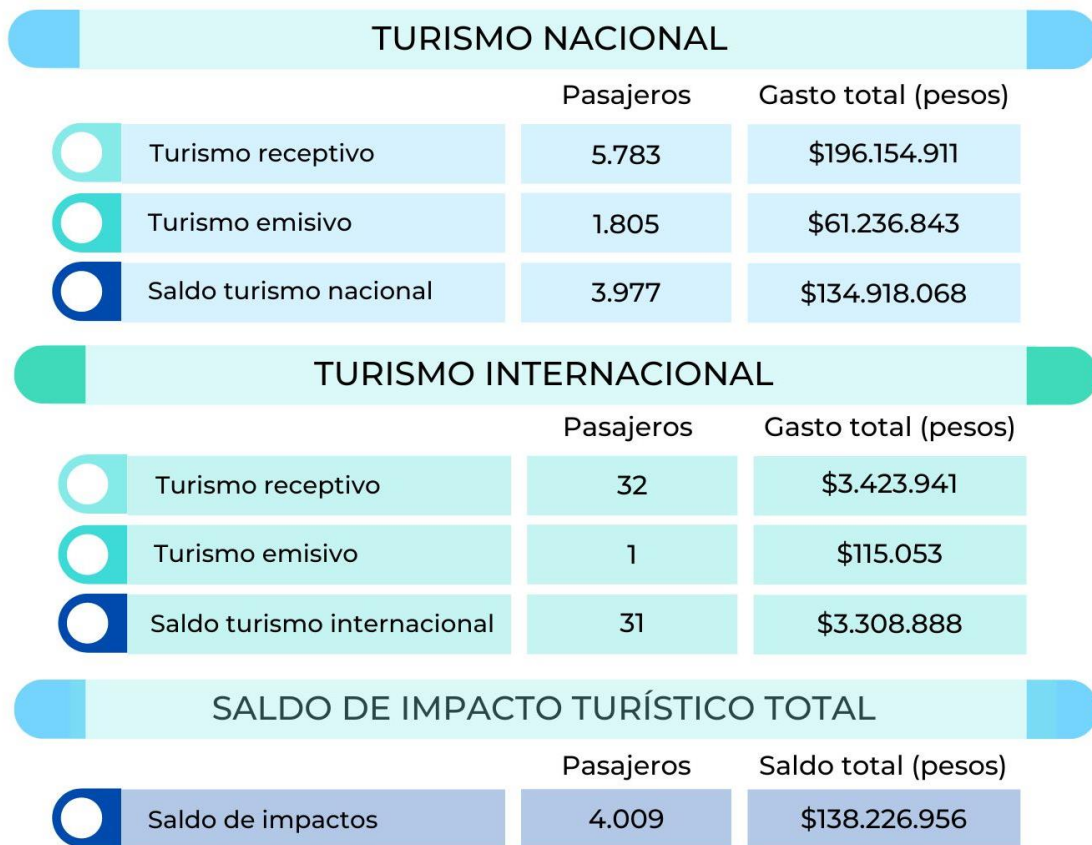 TURISMO NACIONAL
Pasajeros Gasto total (pesos)
Turismo receptivo 5.783 $196.154.911
Turismo emisivo 1.805 $61.236.843
Saldo turismo nacional 3.977 $134.918.068
TURISMO INTERNACIONAL
Pasajeros Gasto total (pesos)
Turismo receptivo 32 $3.423.941
Turismo emisivo 1 $115.053
Saldo turismo internacional 31 $3.308.888
SALDO DE IMPACTO TURÍSTICO TOTAL
Pasajeros Saldo total (pesos)
Saldo de impactos 4.009 $138.226.956